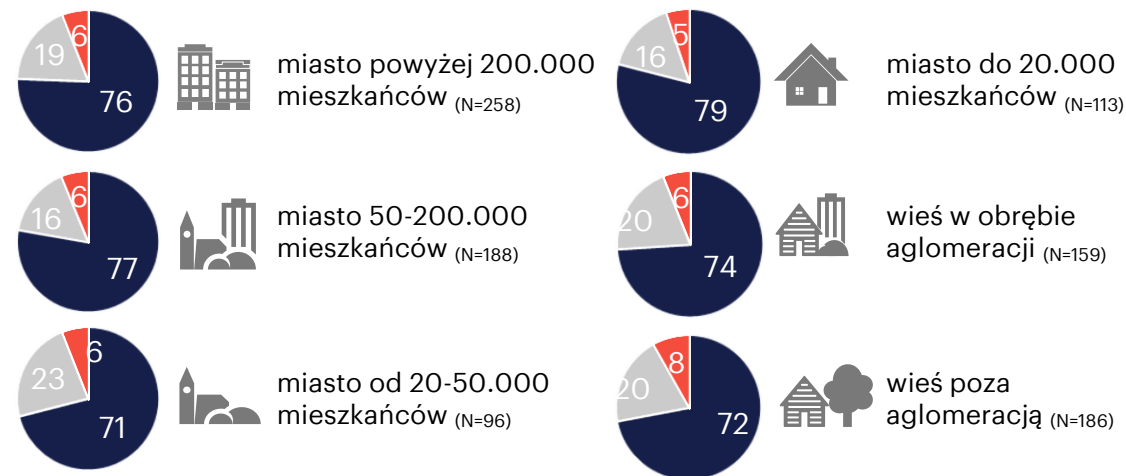 19
6
76
miasto powyżej 200.000
mieszkańców (N=258)
16
6
77
miasto 50-200.000
mieszkańców (N=188)
23
6
71
miasto od 20-50.000
mieszkańców (N=96)
16
5
79
miasto do 20.000
mieszkańców (N=113)
20
6
74
wieś w obrębie
aglomeracji (N=159)
20
8
72
wieś poza
aglomeracją (N=186)